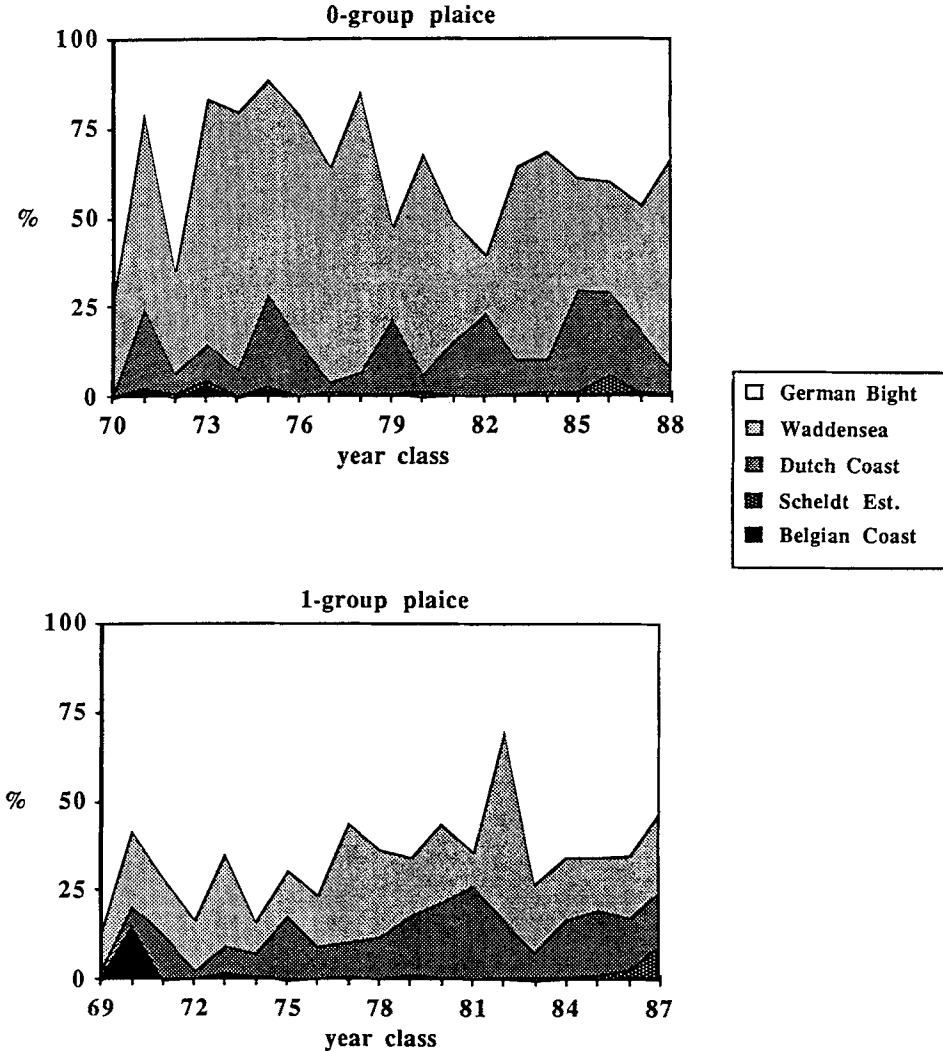 0-group plaice
100
75
%
50
25
0
70 73 76 79 82 85 88
year class
German Bight
Waddensea
Dutch Coast
Scheldt Est.
Belgian Coast
1-group plaice
100
75
%
50
25
0
69 72 75 78 81 84 87
year class